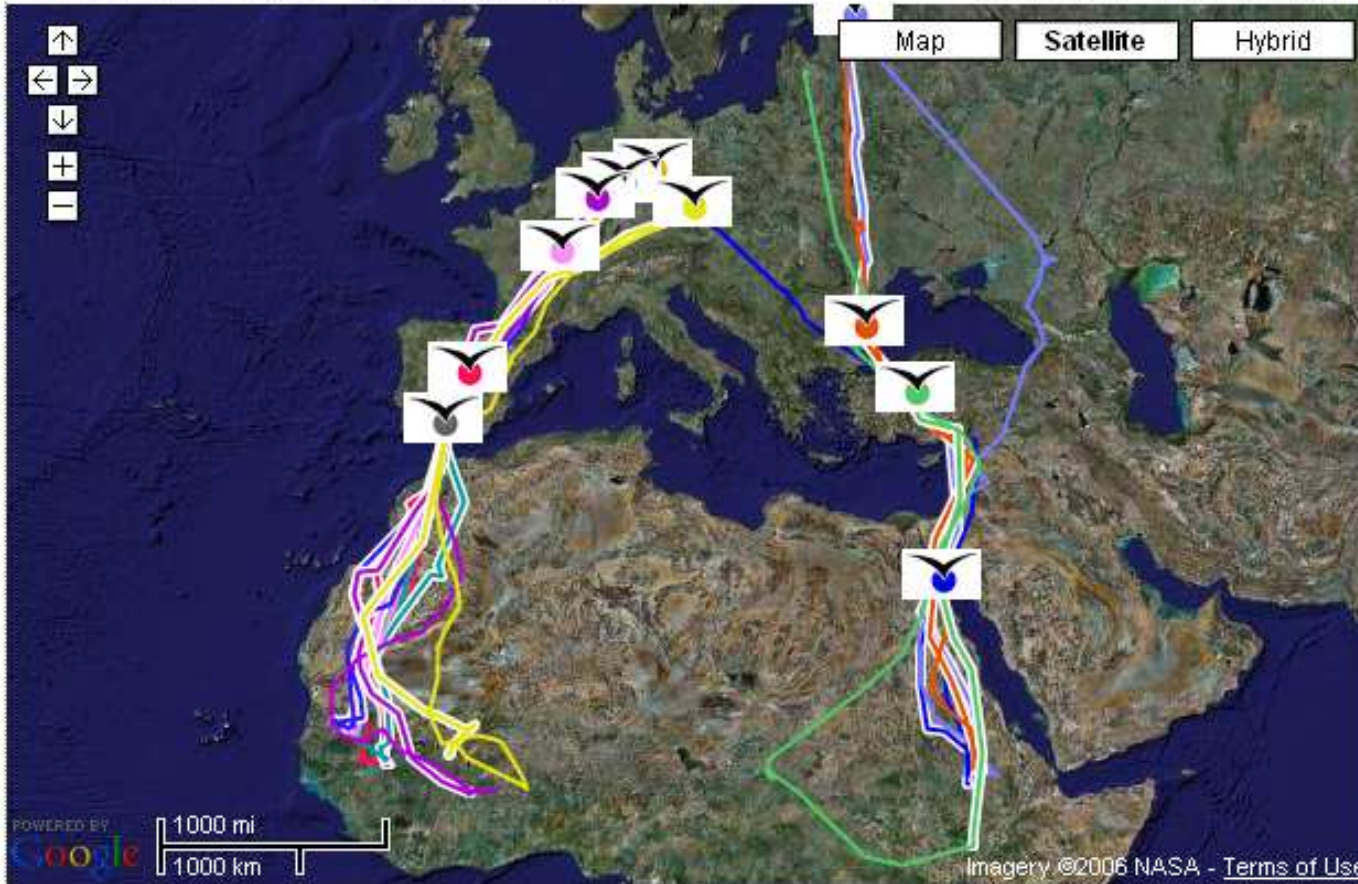 Map
Satellite
Hybrid
POWERED BY
Google
1000 mi
1000 km
Imagery ©2006 NASA - Terms of Use